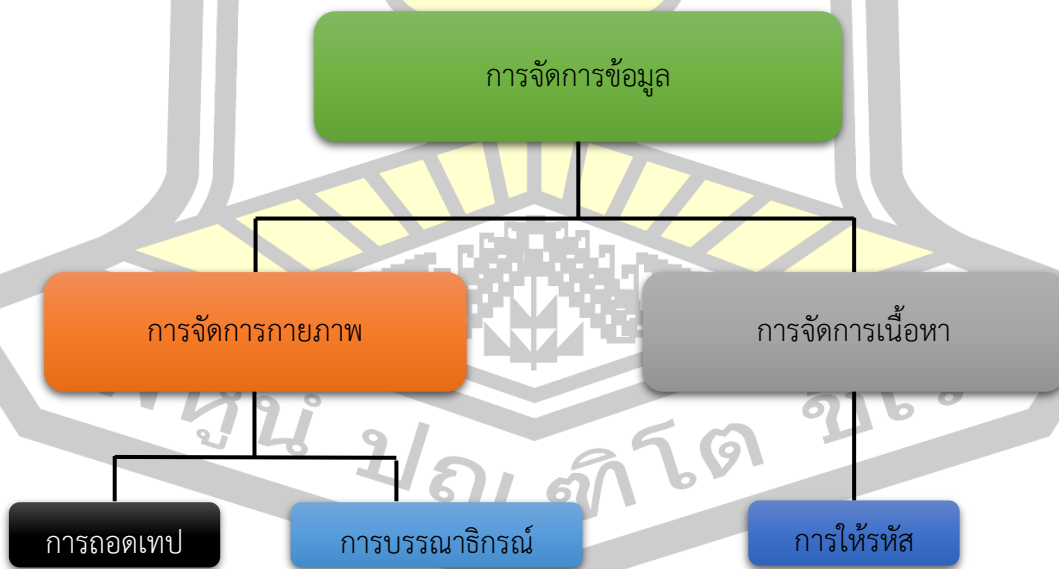 การจัดการข้อมูล
การจัดการกายภาพ
การจัดการเนื้อหา
การถอดเทป
การบรรณาธิกรณ์
การให้รหัส